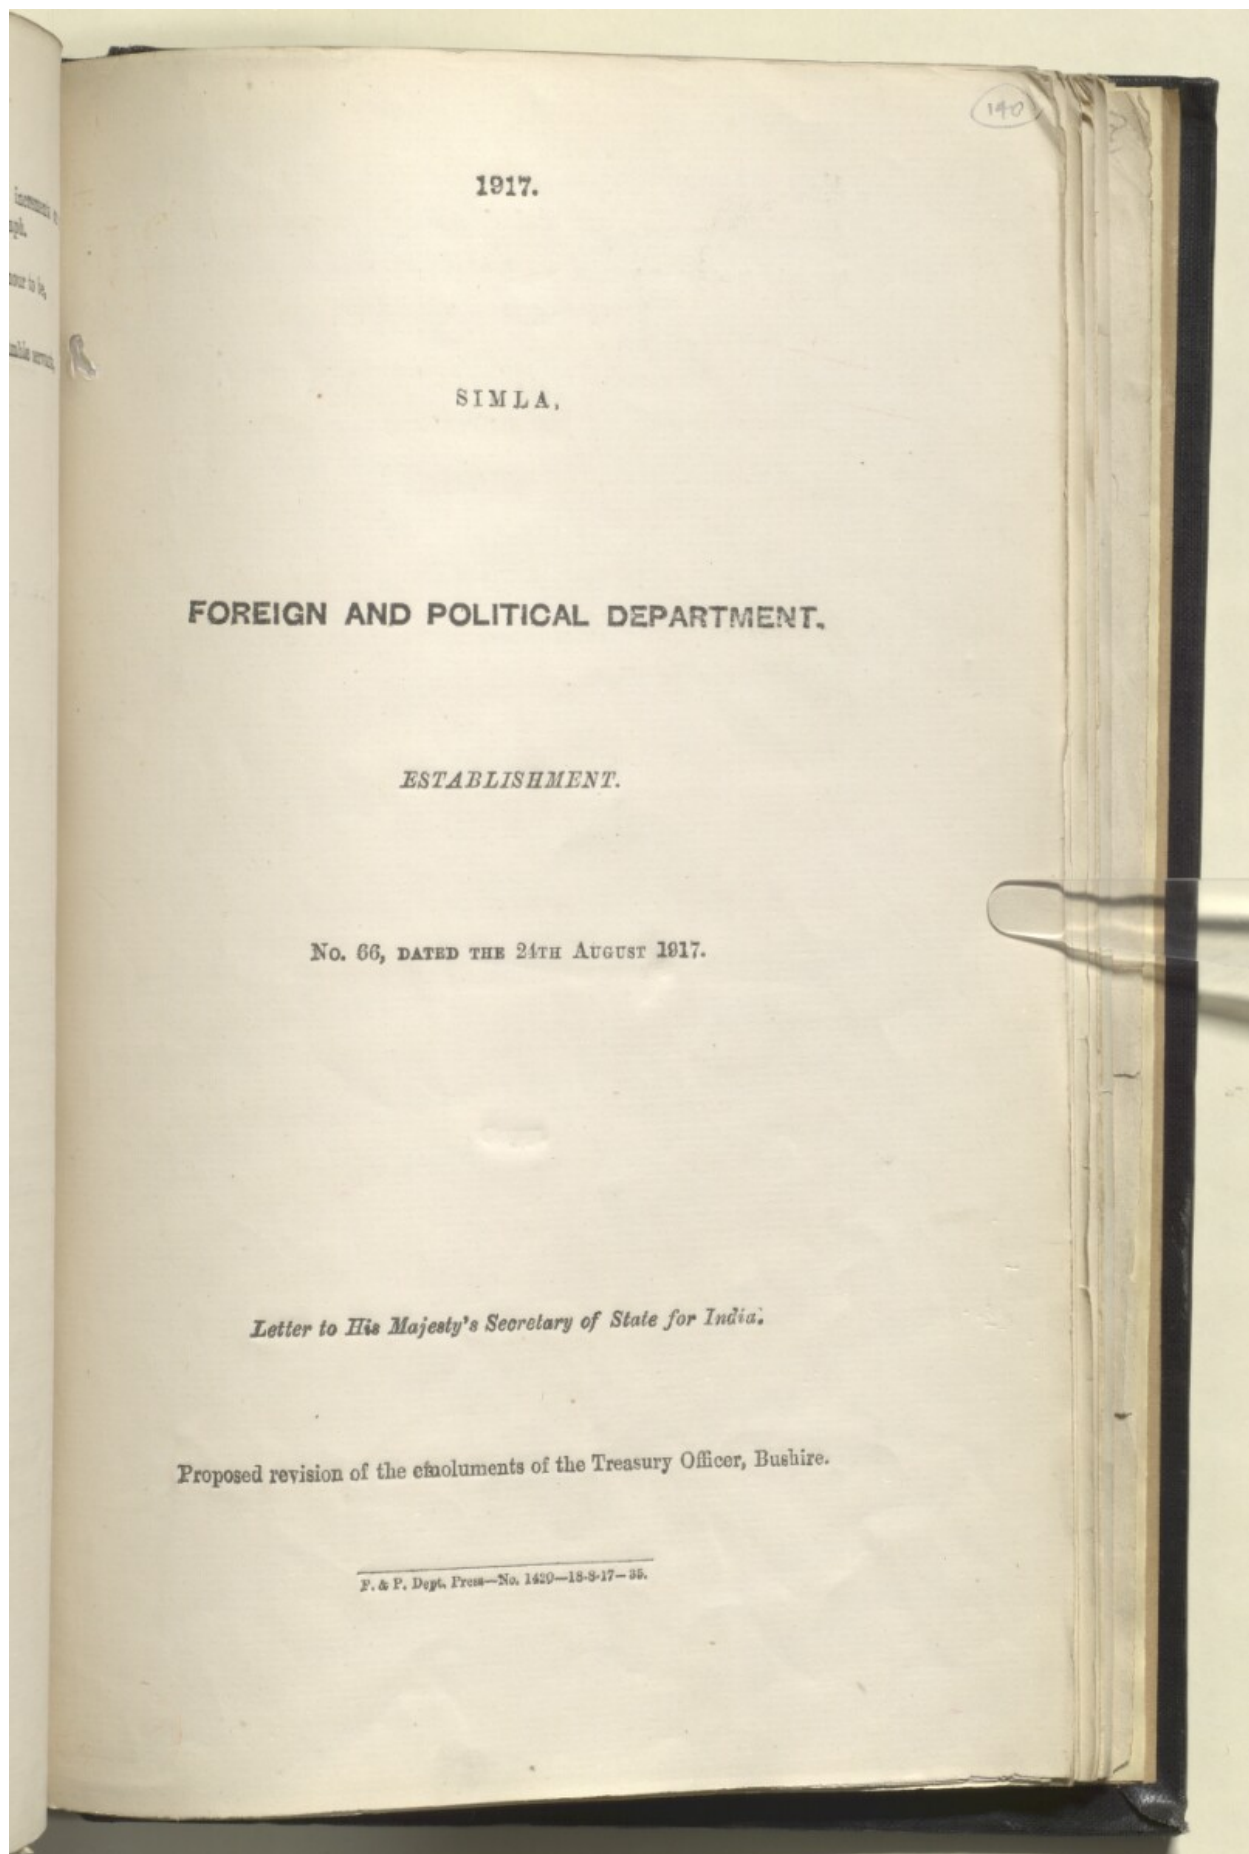 190
1917.
SIMLA,
FOREIGN AND POLITICAL DEPARTMENT.
ESTABLISHMENT.
No. 66, DATED THE 24TH AUGUST 1917.
Letter to His Majesty's Secretary of State for India.
Proposed revision of the emoluments of the Treasury Officer, Bushire.
F. & P. Dept. Press—No. 1420—18-8-17—35.